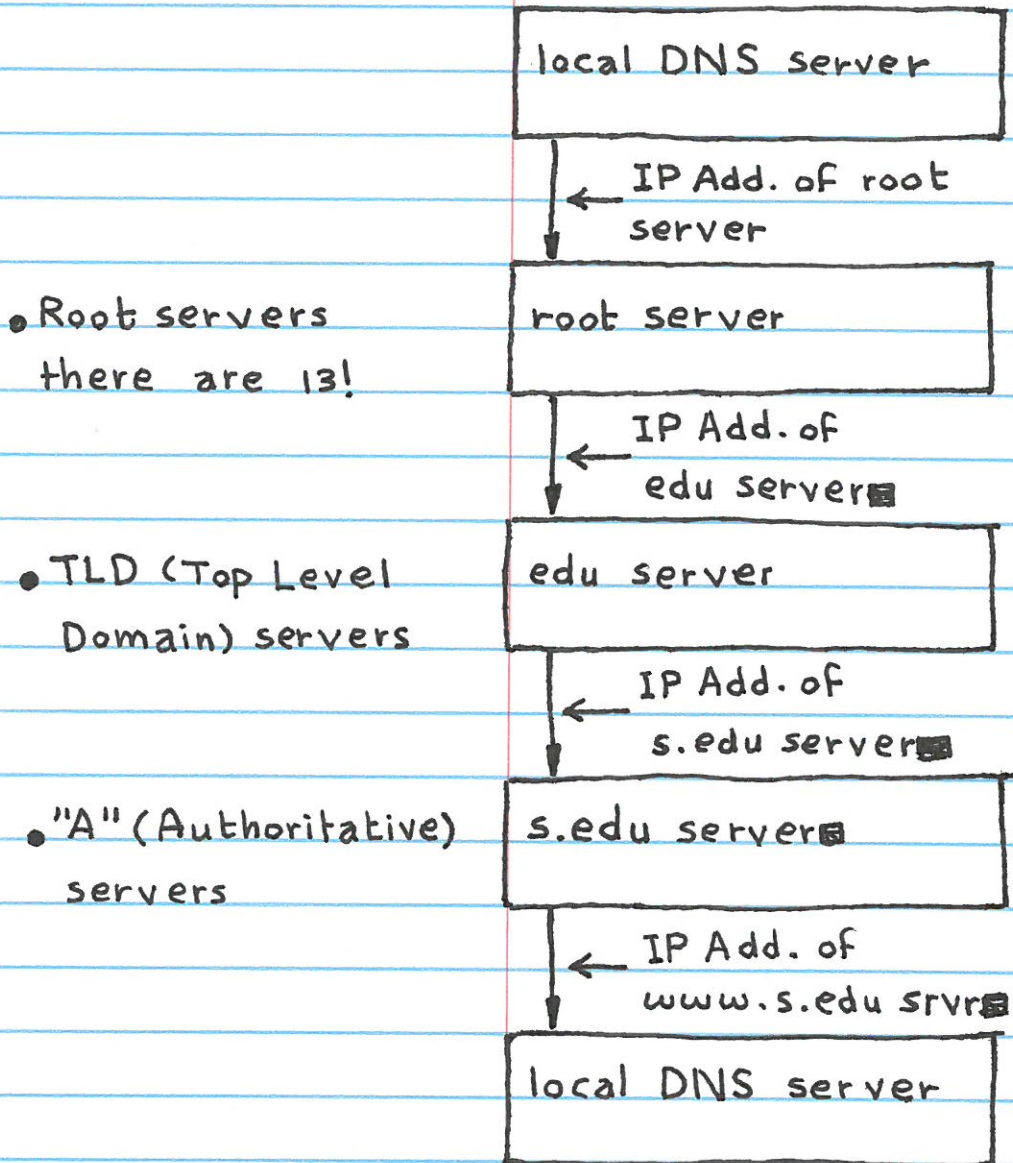 local DNS server
IP Add. of root
server
• Root servers
there are 13!
root server
IP Add. of
edu server
• TLD (Top Level
Domain) servers
edu server
IP Add. of
s.edu server
• "A" (Authoritative)
servers
s.edu server
IP Add. of
www.s.edu srvr
local DNS server